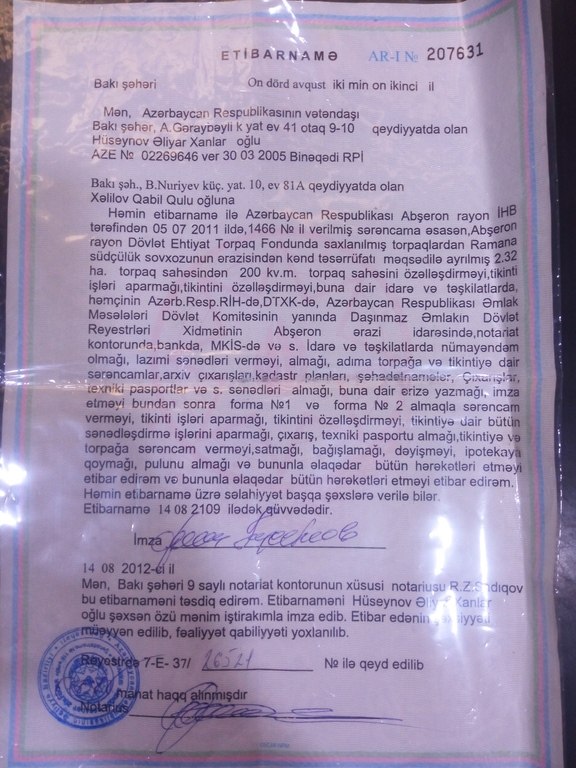 ETİBARNAMƏ AR-I № 207631
Bakı şəhəri On dörd avqust iki min on ikinci il
Mən, Azərbaycan Respublikasının vətəndaşı
Bakı şəhər, A.Gəraybəyli k yat ev 41 otaq 9-10 qeydiyyatda olan
Hüseynov Əliyar Xanlar oğlu
AZE № 02269646 ver 30 03 2005 Binəqədi RPİ
Bakı şəh., B.Nuriyev küç. yat. 10, ev 81A qeydiyyatda olan
Xəlilov Qabil Qulu oğluna
Həmin etibarnamə ilə Azərbaycan Respublikası Abşeron rayon İHB
tərəfindən 05 07 2011 ildə,1466 № il verilmiş sərəncama əsasən,Abşeron
rayon Dövlət Ehtiyat Torpaq Fondunda saxlanılmış torpaqlardan Ramana
südçülük sovxozunun ərazisindən kənd təsərrüfatı məqsədilə ayrılmış 2.32
ha. torpaq sahəsindən 200 kv.m. torpaq sahəsini özəlləşdirməyi,tikinti
işləri aparmağı,tikintini özəlləşdirməyi,buna dair idarə və təşkilatlarda,
həmçinin Azərb.Resp.RİH-də,DTXK-də, Azərbaycan Respublikası Əmlak
Məsələləri Dövlət Komitəsinin yanında Daşınmaz Əmlakın Dövlət
Reyestrləri Xidmətinin Abşeron ərazi idarəsində,notariat
kontorunda,bankda, MKİS-də və s. İdarə və təşkilatlarda nümayəndəm
olmağı, lazımi sənədləri verməyi, almağı, adıma torpağa və tikintiyə dair
sərəncamlar,arxiv çıxarışları,kadastr planları, şəhadətnamələr, Çıxarışlar,
texniki pasportlar və s. sənədləri almağı, buna dair ərizə yazmağı, imza
etməyi bundan sonra forma №1 və forma № 2 almaqla sərəncam
verməyi, tikinti işləri aparmağı, tikintini özəlləşdirməyi, tikintiyə dair bütün
sənədləşdirmə işlərini aparmağı, çıxarış, texniki pasportu almağı,tikintiyə və
torpağa sərəncam verməyi,satmağı, bağışlamağı, dəyişməyi, ipotekaya
qoymağı, pulunu almağı və bununla əlaqədar bütün hərəkətləri etməyi
etibar edirəm və bununla əlaqədar bütün hərəkətləri etməyi etibar edirəm.
Həmin etibarnamə üzrə səlahiyyət başqa şəxslərə verilə bilər.
Etibarnamə 14 08 2109 ilədək qüvvədədir.
İmza
14 08 2012-ci il
Mən, Bakı şəhəri 9 saylı notariat kontorunun xüsusi notariusu R.Z.Sadıqov
bu etibarnaməni təsdiq edirəm. Etibarnaməni Hüseynov Əliyar Xanlar
oğlu şəxsən özü mənim iştirakımla imza edib. Etibar edənin şəxsiyyəti
müəyyən edilib, fəaliyyət qabiliyyəti yoxlanılıb.
Reyestrdə 7-E- 37/ 26521 № ilə qeyd edilib
manat haqq alınmışdır
Notarius